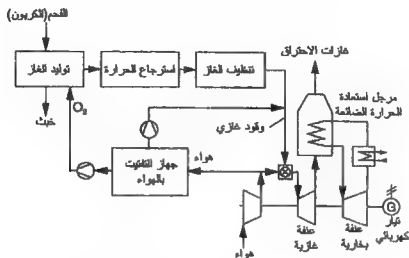 الفحم(الكربون)
توليد الغاز
استرجاع الحرارة
تنظيف الغاز
غازات الاحتراق
مرجل استعادة
الحرارة الضائعة
خبث
O₂
وقود غازي
هواء
جهاز التفتيت
بالهواء
عنفة
غازية
عنفة
بخارية
G
تيار
كهربائي
هواء